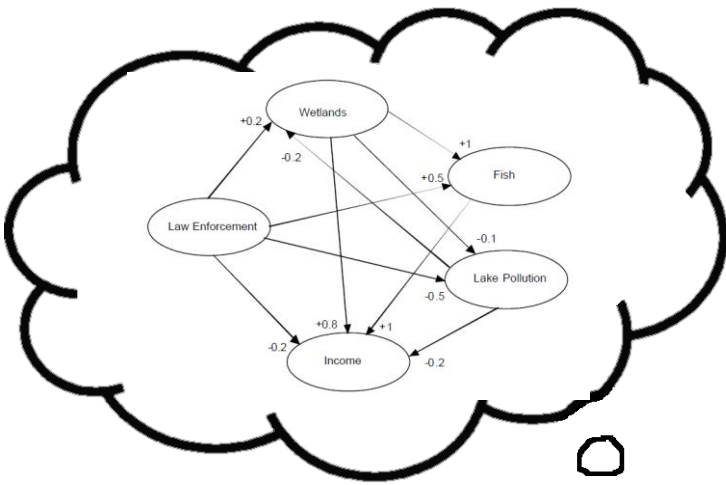 Wetlands
+0.2
+1
-0.2
+0.5
Fish
Law Enforcement
-0.1
Lake Pollution
-0.5
+0.8
+1
-0.2
Income
-0.2